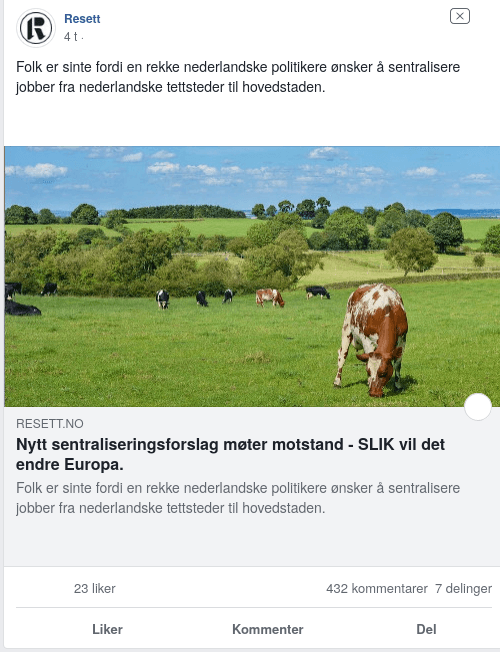 Resett
4 t ·
Folk er sinte fordi en rekke nederlandske politikere ønsker å sentralisere
jobber fra nederlandske tettsteder til hovedstaden.
RESETT.NO
Nytt sentraliseringsforslag møter motstand - SLIK vil det
endre Europa.
Folk er sinte fordi en rekke nederlandske politikere ønsker å sentralisere
jobber fra nederlandske tettsteder til hovedstaden.
23 liker 432 kommentarer 7 delinger
Liker Kommenter Del